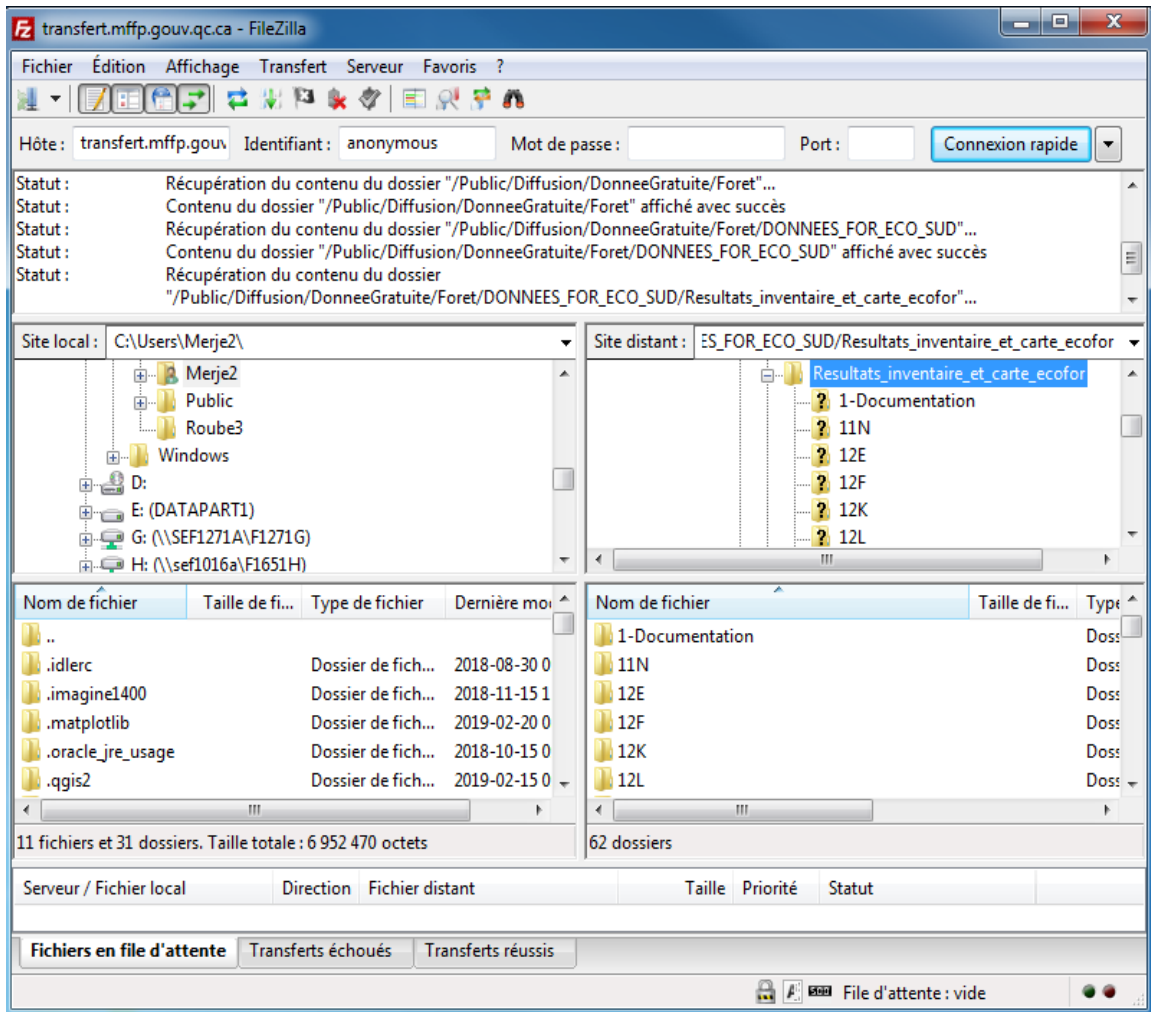 transfert.mffp.gouv.qc.ca - FileZilla
Fichier Édition Affichage Transfert Serveur Favoris ?
Hôte : transfert.mffp.gouv Identifiant : anonymous Mot de passe : Port : Connexion rapide
Statut : Récupération du contenu du dossier "/Public/Diffusion/DonneeGratuite/Foret"...
Statut : Contenu du dossier "/Public/Diffusion/DonneeGratuite/Foret" affiché avec succès
Statut : Récupération du contenu du dossier "/Public/Diffusion/DonneeGratuite/Foret/DONNEES_FOR_ECO_SUD"...
Statut : Contenu du dossier "/Public/Diffusion/DonneeGratuite/Foret/DONNEES_FOR_ECO_SUD" affiché avec succès
Statut : Récupération du contenu du dossier
"/Public/Diffusion/DonneeGratuite/Foret/DONNEES_FOR_ECO_SUD/Resultats_inventaire_et_carte_ecofor"...
Site local : C:\Users\Merje2\
Merje2
Public
Roube3
Windows
D:
E: (DATAPART1)
G: (\\SEF1271A\F1271G)
H: (\\sef1016a\F1651H)
Site distant : ES_FOR_ECO_SUD/Resultats_inventaire_et_carte_ecofor
Resultats_inventaire_et_carte_ecofor
1-Documentation
11N
12E
12F
12K
12L
Nom de fichier Taille de fi... Type de fichier Dernière mo
..
.idlerc Dossier de fich... 2018-08-30 0
.imagine1400 Dossier de fich... 2018-11-15 1
.matplotlib Dossier de fich... 2019-02-20 0
.oracle_jre_usage Dossier de fich... 2018-10-15 0
.qgis2 Dossier de fich... 2019-02-15 0
11 fichiers et 31 dossiers. Taille totale : 6 952 470 octets
Nom de fichier Taille de fi... Type
1-Documentation Doss
11N Doss
12E Doss
12F Doss
12K Doss
12L Doss
62 dossiers
Serveur / Fichier local Direction Fichier distant Taille Priorité Statut
Fichiers en file d'attente Transferts échoués Transferts réussis
File d'attente : vide